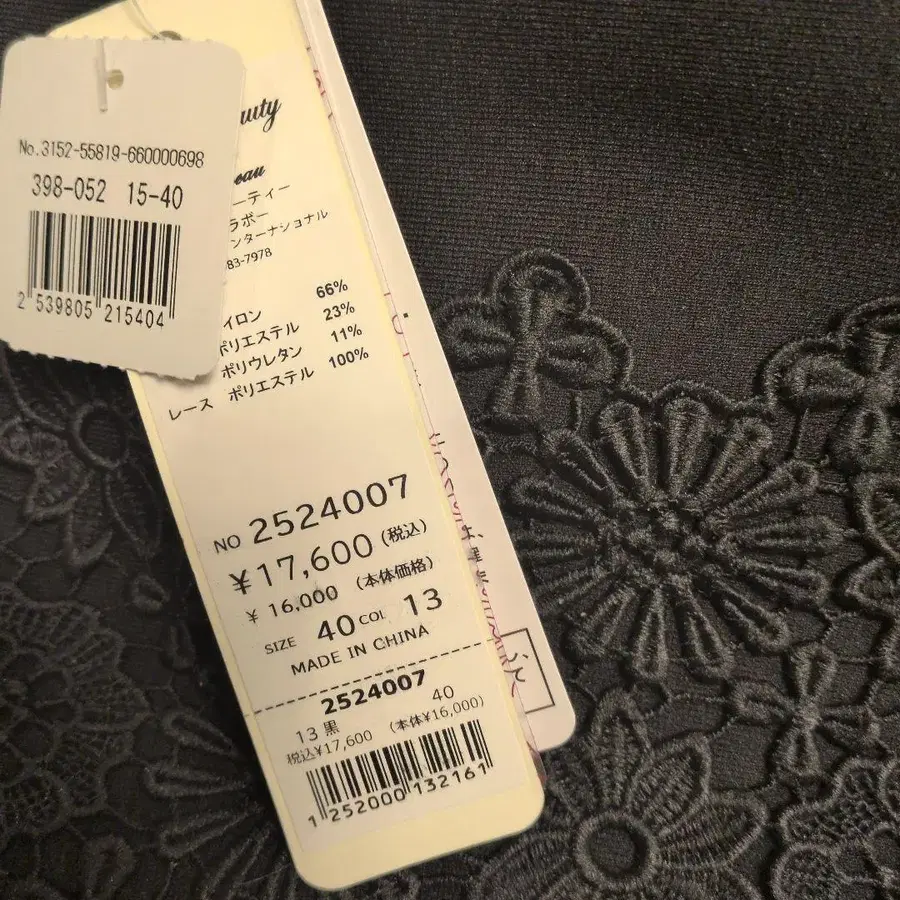 No.3152-55819-660000698
398-052 15-40
2 539805 215404
uty
eau
ーティー
ラボー
ンターナショナル
83-7978
イロン 66%
ポリエステル 23%
ポリウレタン 11%
レース ポリエステル 100%
NO 2524007
¥17,600 (税込)
¥ 16,000 (本体価格)
SIZE 40 COL 13
MADE IN CHINA
2524007
13 黒 40
税込¥17,600 (本体¥16,000)
1 252000 132161